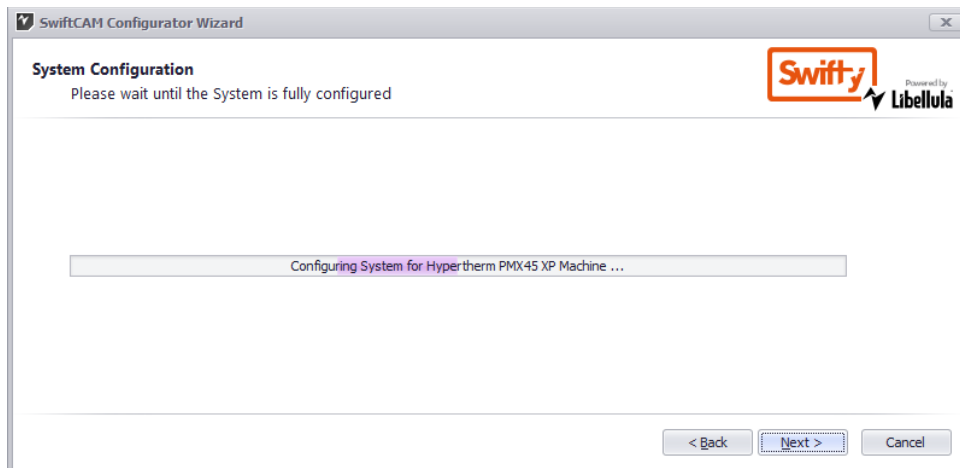 SwiftCAM Configurator Wizard
System Configuration
Please wait until the System is fully configured
Swifty
Powered by
Libellula
Configuring System for Hypertherm PMX45 XP Machine ...
< Back
Next >
Cancel